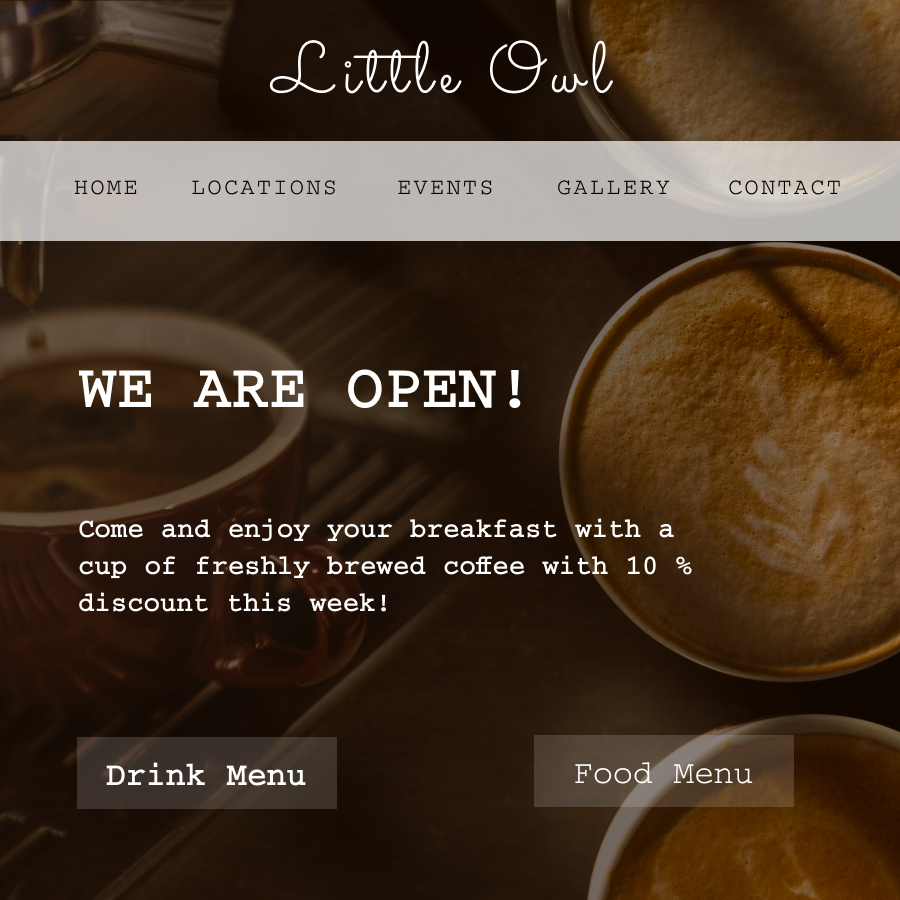 Little Owl
HOME LOCATIONS EVENTS GALLERY CONTACT
WE ARE OPEN!
Come and enjoy your breakfast with a
cup of freshly brewed coffee with 10 %
discount this week!
Drink Menu Food Menu